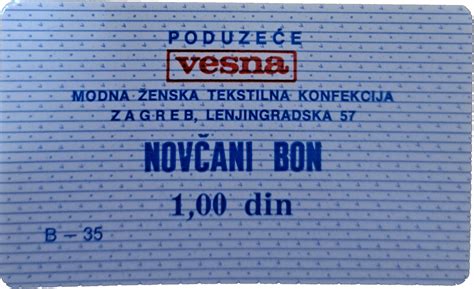 PODUZEĆE
vesna
MODNA ŽENSKA TEKSTILNA KONFEKCIJA
ZAGREB, LENJINGRADSKA 57
NOVČANI BON
1,00 din
B – 35